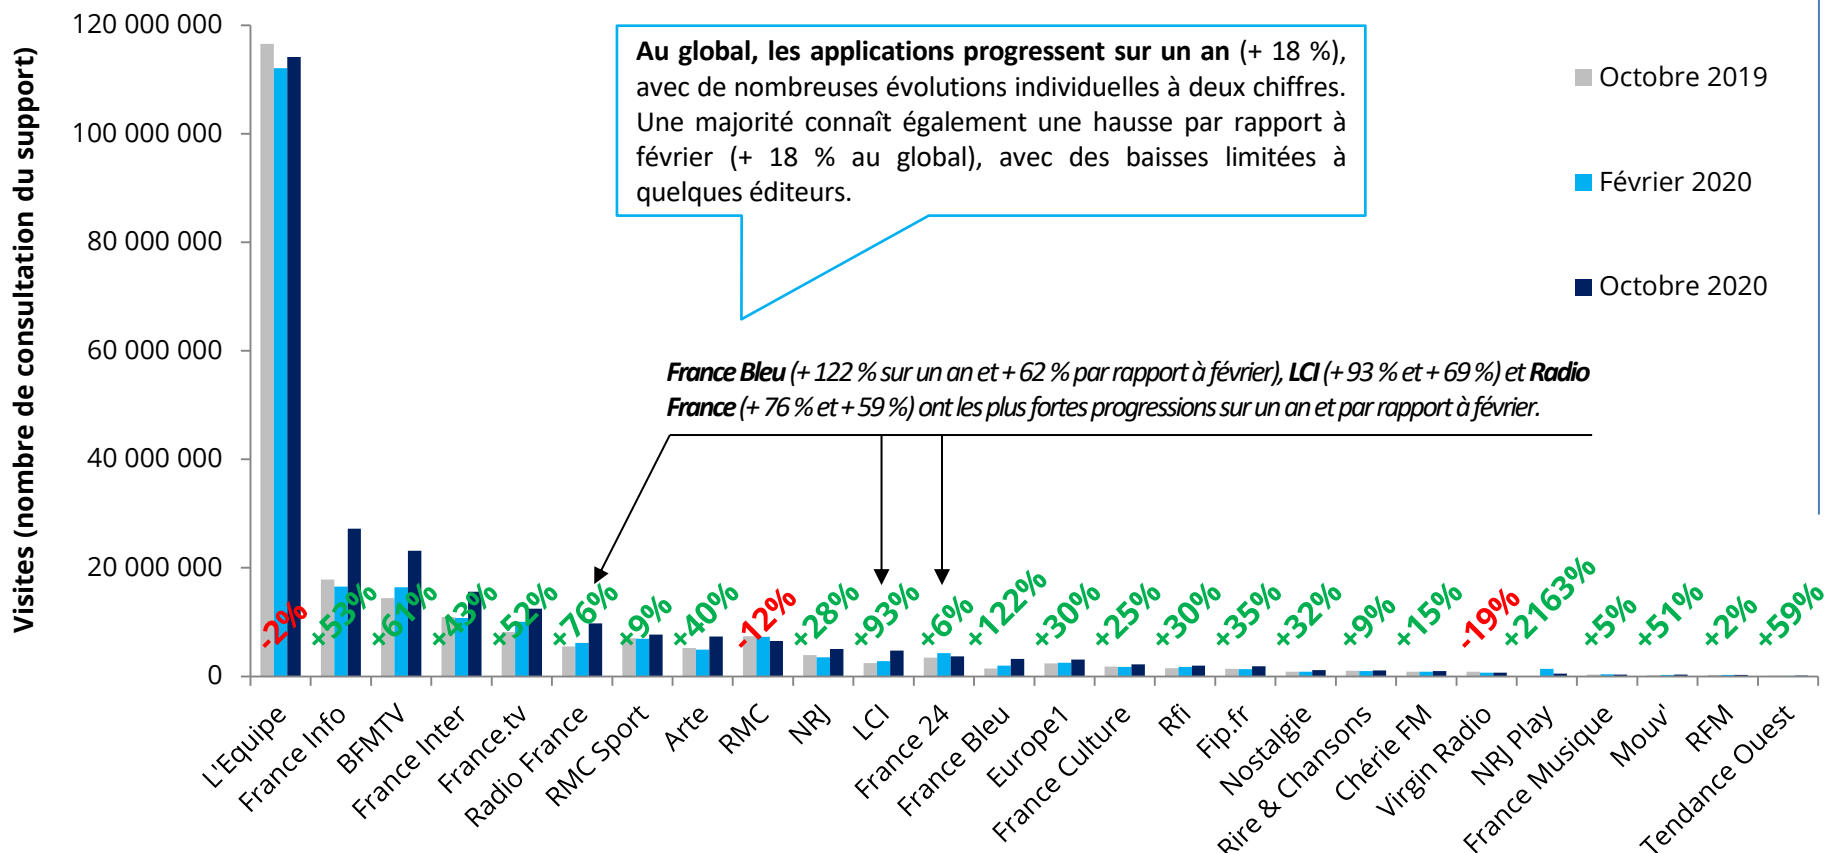 Visites (nombre de consultation du support)
120 000 000
100 000 000
80 000 000
60 000 000
40 000 000
20 000 000
0
Au global, les applications progressent sur un an (+ 18 %),
avec de nombreuses évolutions individuelles à deux chiffres.
Une majorité connaît également une hausse par rapport à
février (+ 18 % au global), avec des baisses limitées à
quelques éditeurs.
Octobre 2019
Février 2020
Octobre 2020
France Bleu (+ 122 % sur un an et + 62 % par rapport à février), LCI (+ 93 % et + 69 %) et Radio
France (+ 76 % et + 59 %) ont les plus fortes progressions sur un an et par rapport à février.
-2%
+53%
+61%
+43%
+52%
+76%
+9%
+40%
-12%
+28%
+93%
+6%
+122%
+30%
+25%
+30%
+35%
+32%
+9%
+15%
-19%
+2163%
+5%
+51%
+2%
+59%
L'Equipe
France Info
BFMTV
France Inter
France.tv
Radio France
RMC Sport
Arte
RMC
NRJ
LCI
France 24
France Bleu
Europe1
France Culture
Rfi
Fip.fr
Nostalgie
Rire & Chansons
Chérie FM
Virgin Radio
NRJ Play
France Musique
Mouv'
RFM
Tendance Ouest